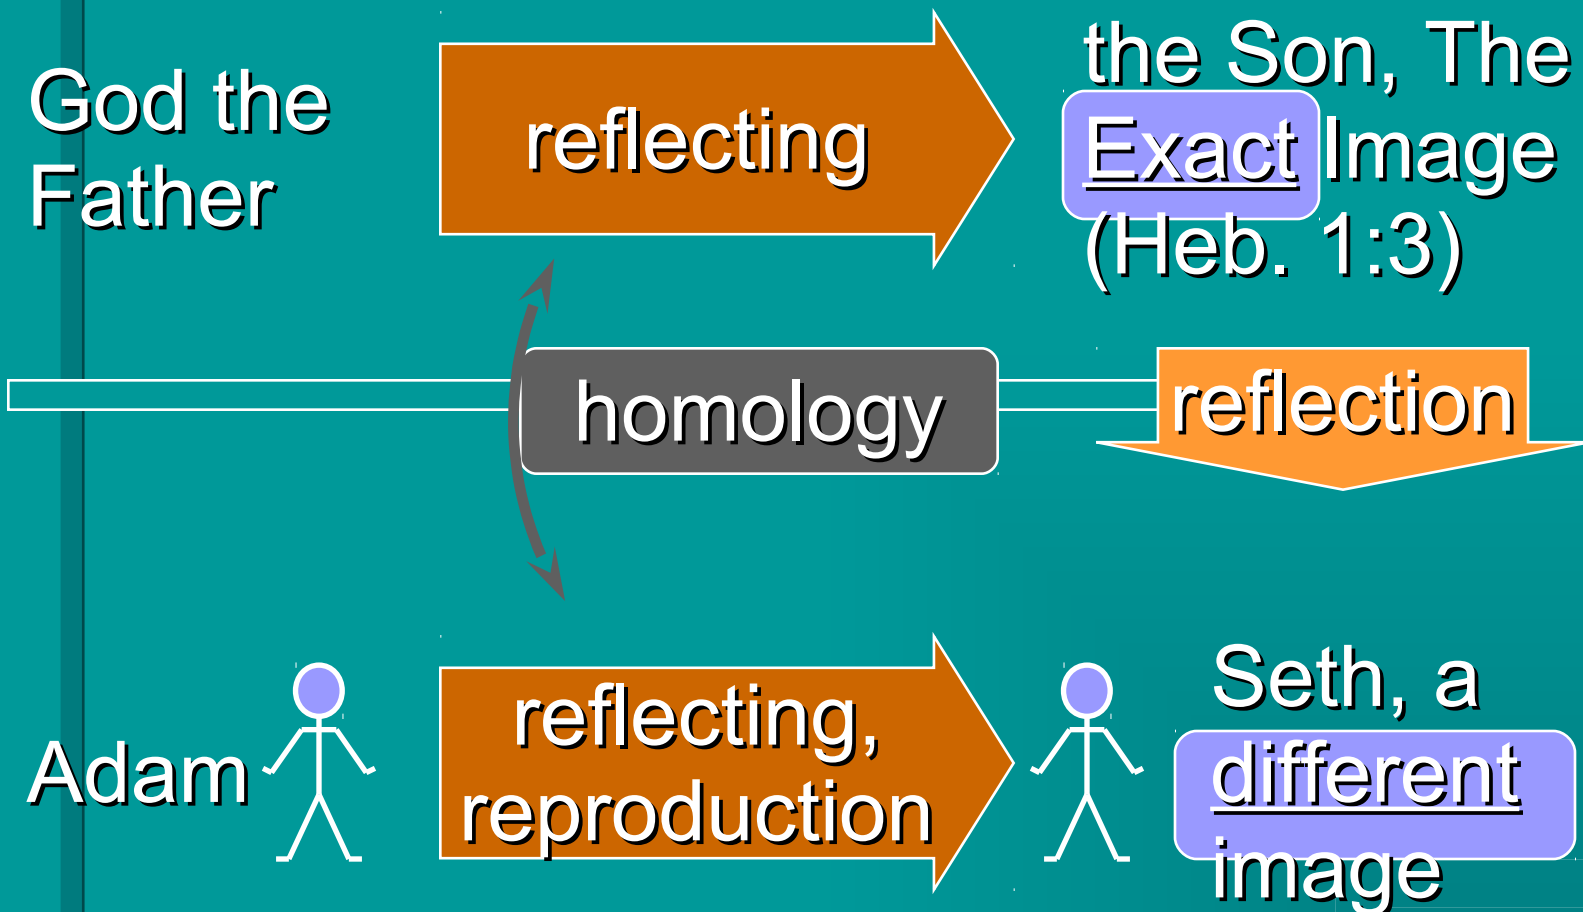 God the
Father
reflecting
the Son, The
Exact Image
(Heb. 1:3)
homology
reflection
Adam
reflecting,
reproduction
Seth, a
different
image